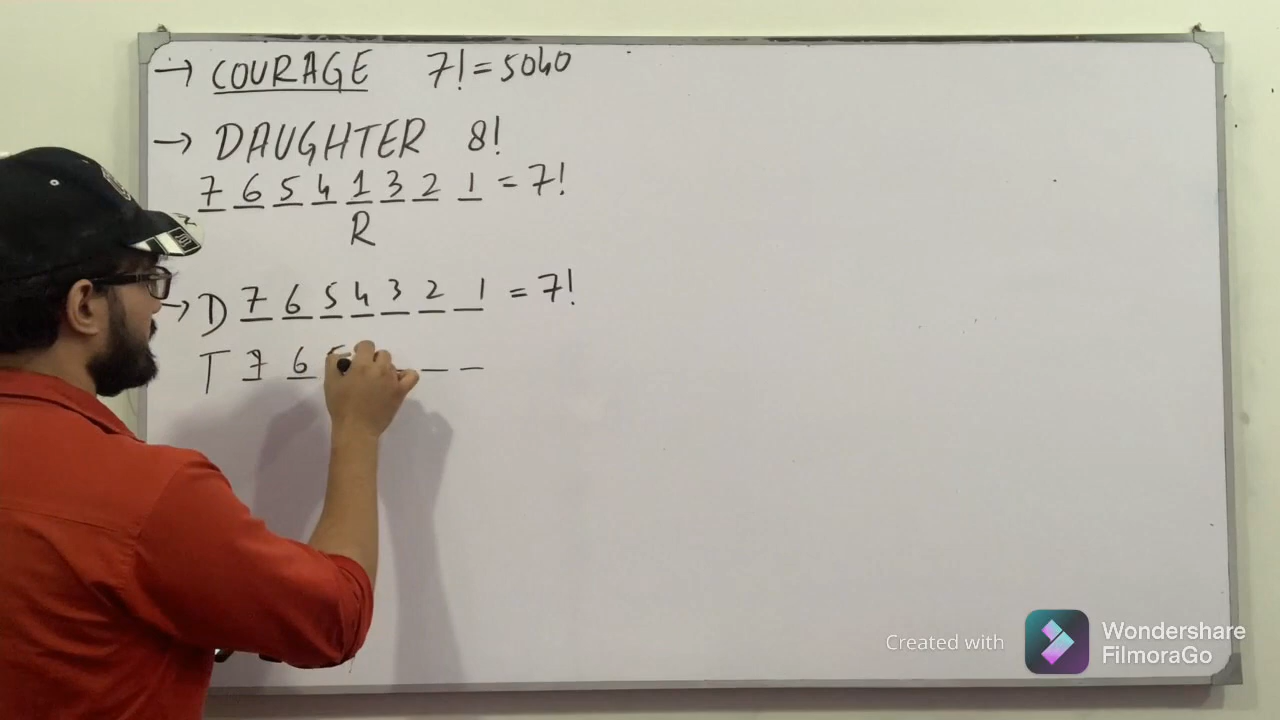 → COURAGE 7! = 5040
→ DAUGHTER 8!
7 6 5 4 1 3 2 1 = 7!
R
→ D 7 6 5 4 3 2 1 = 7!
T 7 6 5
Created with Wondershare FilmoraGo